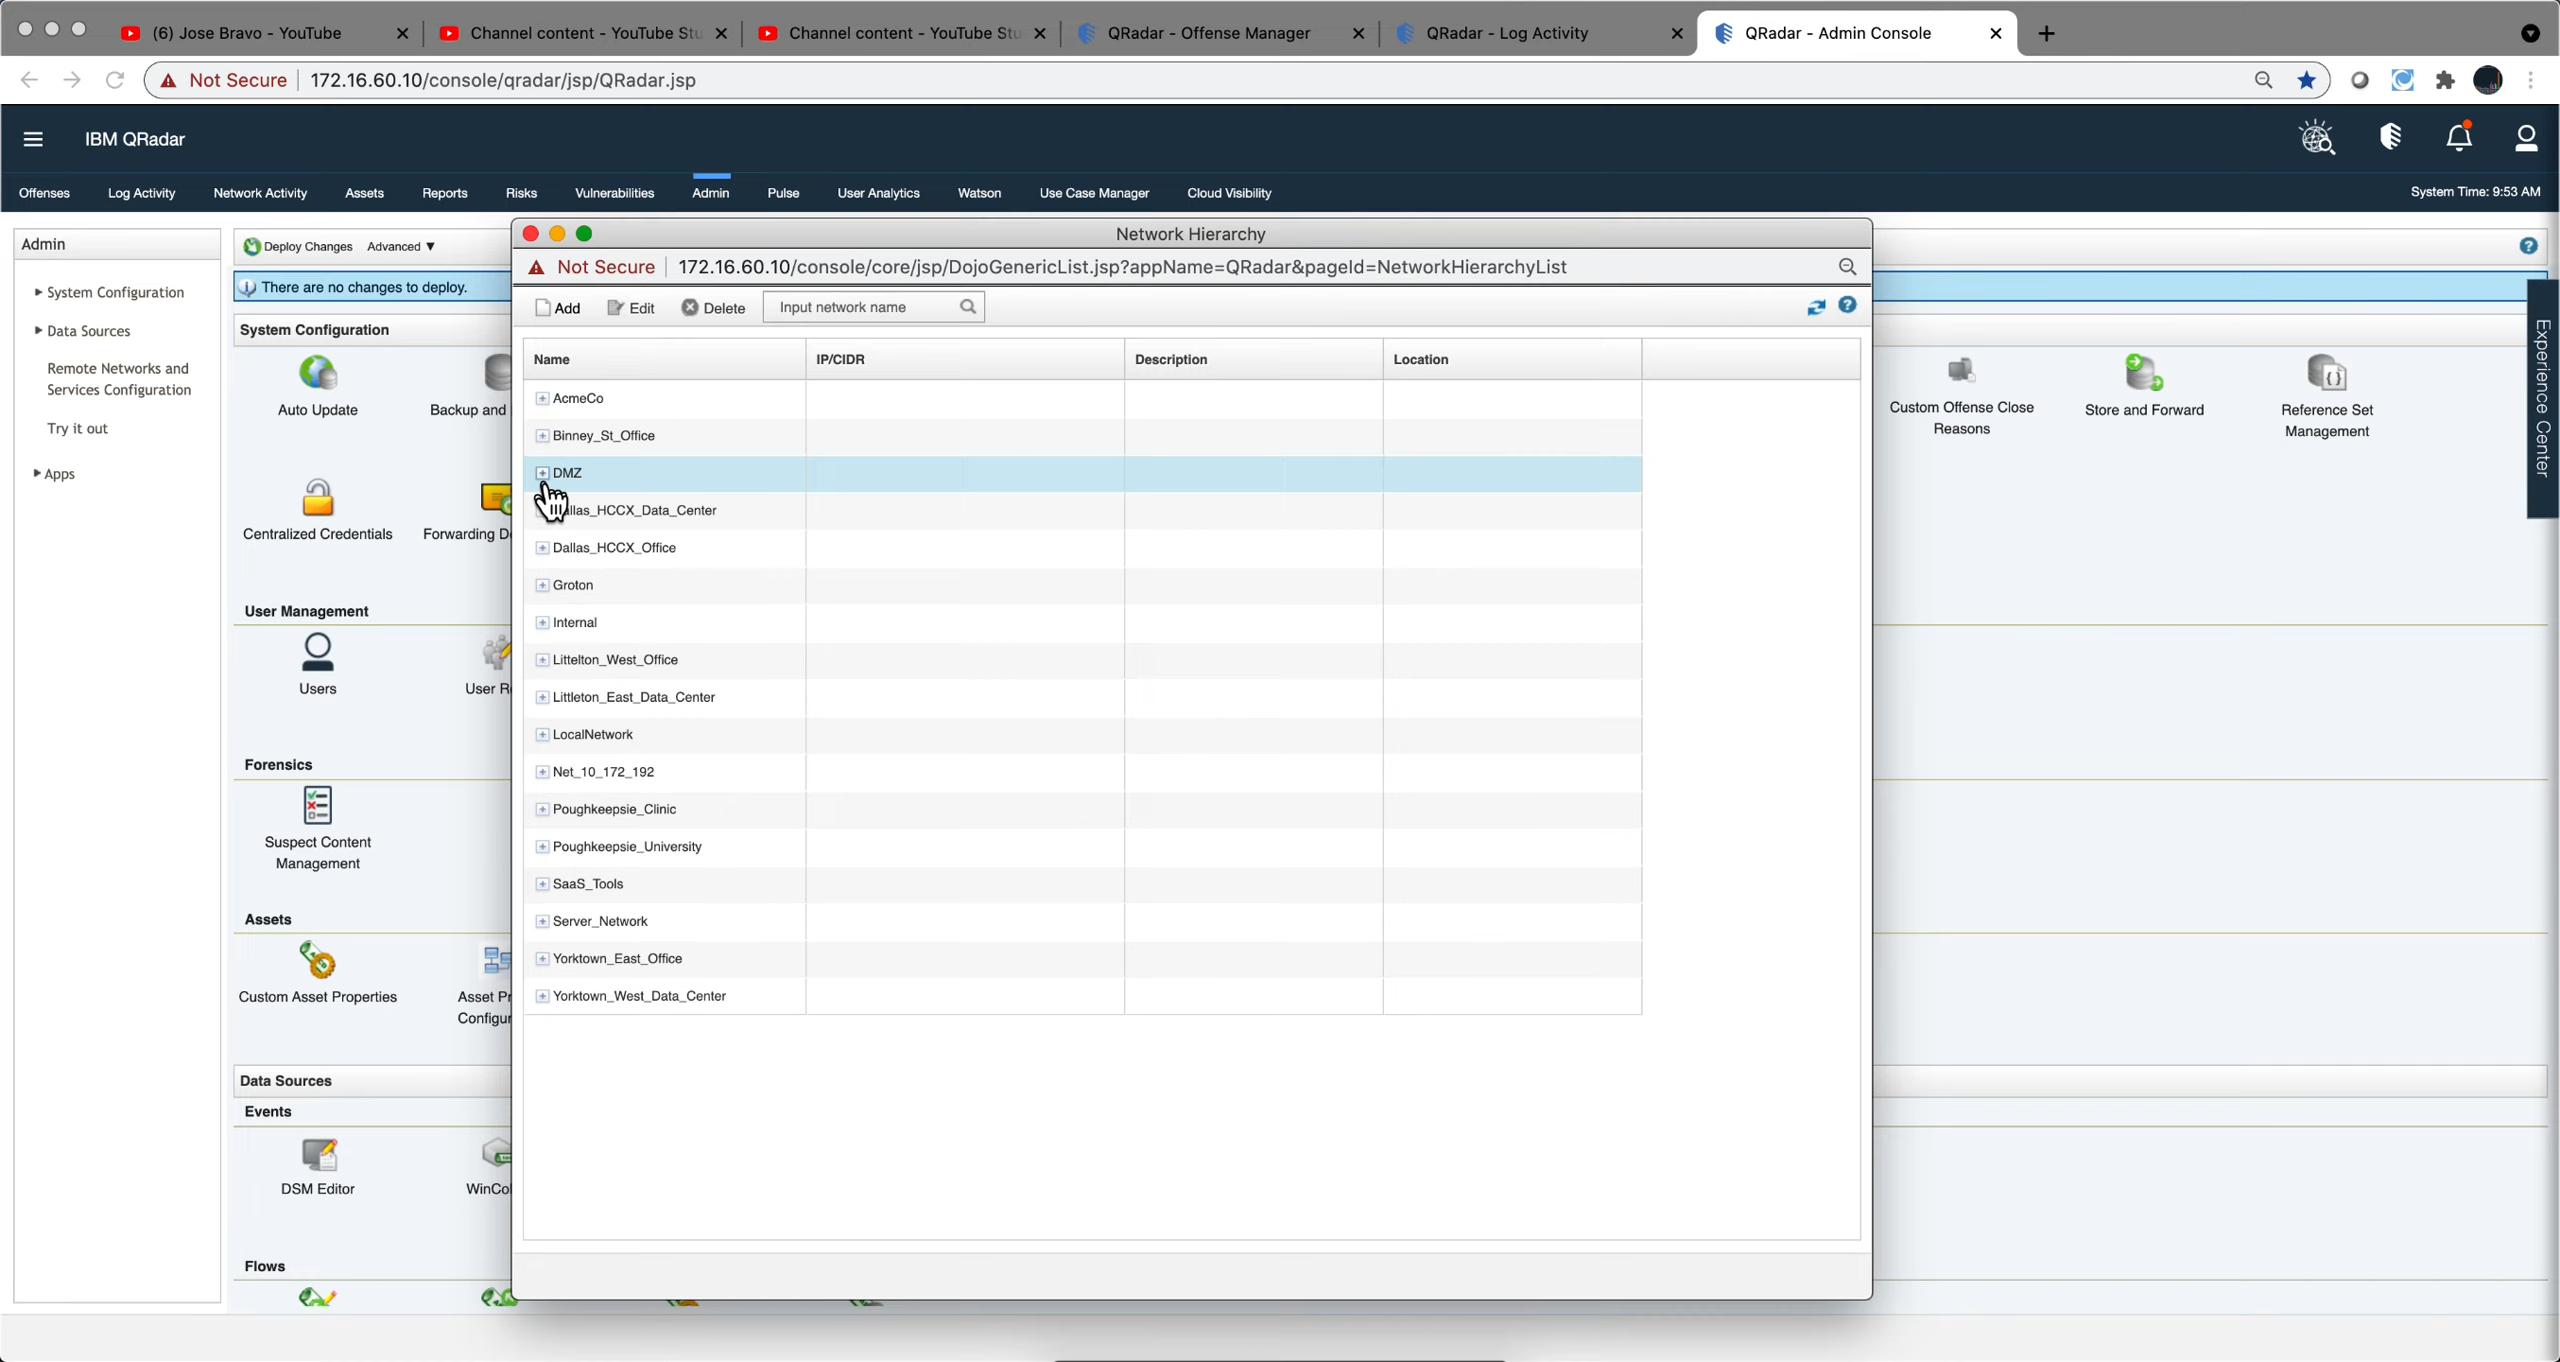 (6) Jose Bravo - YouTube
Channel content - YouTube Stu
Channel content - YouTube Stu
QRadar - Offense Manager
QRadar - Log Activity
QRadar - Admin Console
Not Secure
172.16.60.10/console/qradar/jsp/QRadar.jsp
IBM QRadar
Offenses
Log Activity
Network Activity
Assets
Reports
Risks
Vulnerabilities
Admin
Pulse
User Analytics
Watson
Use Case Manager
Cloud Visibility
System Time: 9:53 AM
Admin
System Configuration
Data Sources
Remote Networks and
Services Configuration
Try it out
Apps
Deploy Changes
Advanced ▼
There are no changes to deploy.
System Configuration
Auto Update
Backup and
Centralized Credentials
Forwarding D
User Management
Users
User R
Forensics
Suspect Content
Management
Assets
Custom Asset Properties
Asset Pr
Configur
Data Sources
Events
DSM Editor
WinCol
Flows
Network Hierarchy
Not Secure
172.16.60.10/console/core/jsp/DojoGenericList.jsp?appName=QRadar&pageId=NetworkHierarchyList
Add
Edit
Delete
Input network name
Name
IP/CIDR
Description
Location
AcmeCo
Binney_St_Office
DMZ
llas_HCCX_Data_Center
Dallas_HCCX_Office
Groton
Internal
Littelton_West_Office
Littleton_East_Data_Center
LocalNetwork
Net_10_172_192
Poughkeepsie_Clinic
Poughkeepsie_University
SaaS_Tools
Server_Network
Yorktown_East_Office
Yorktown_West_Data_Center
Custom Offense Close
Reasons
Store and Forward
Reference Set
Management
Experience Center